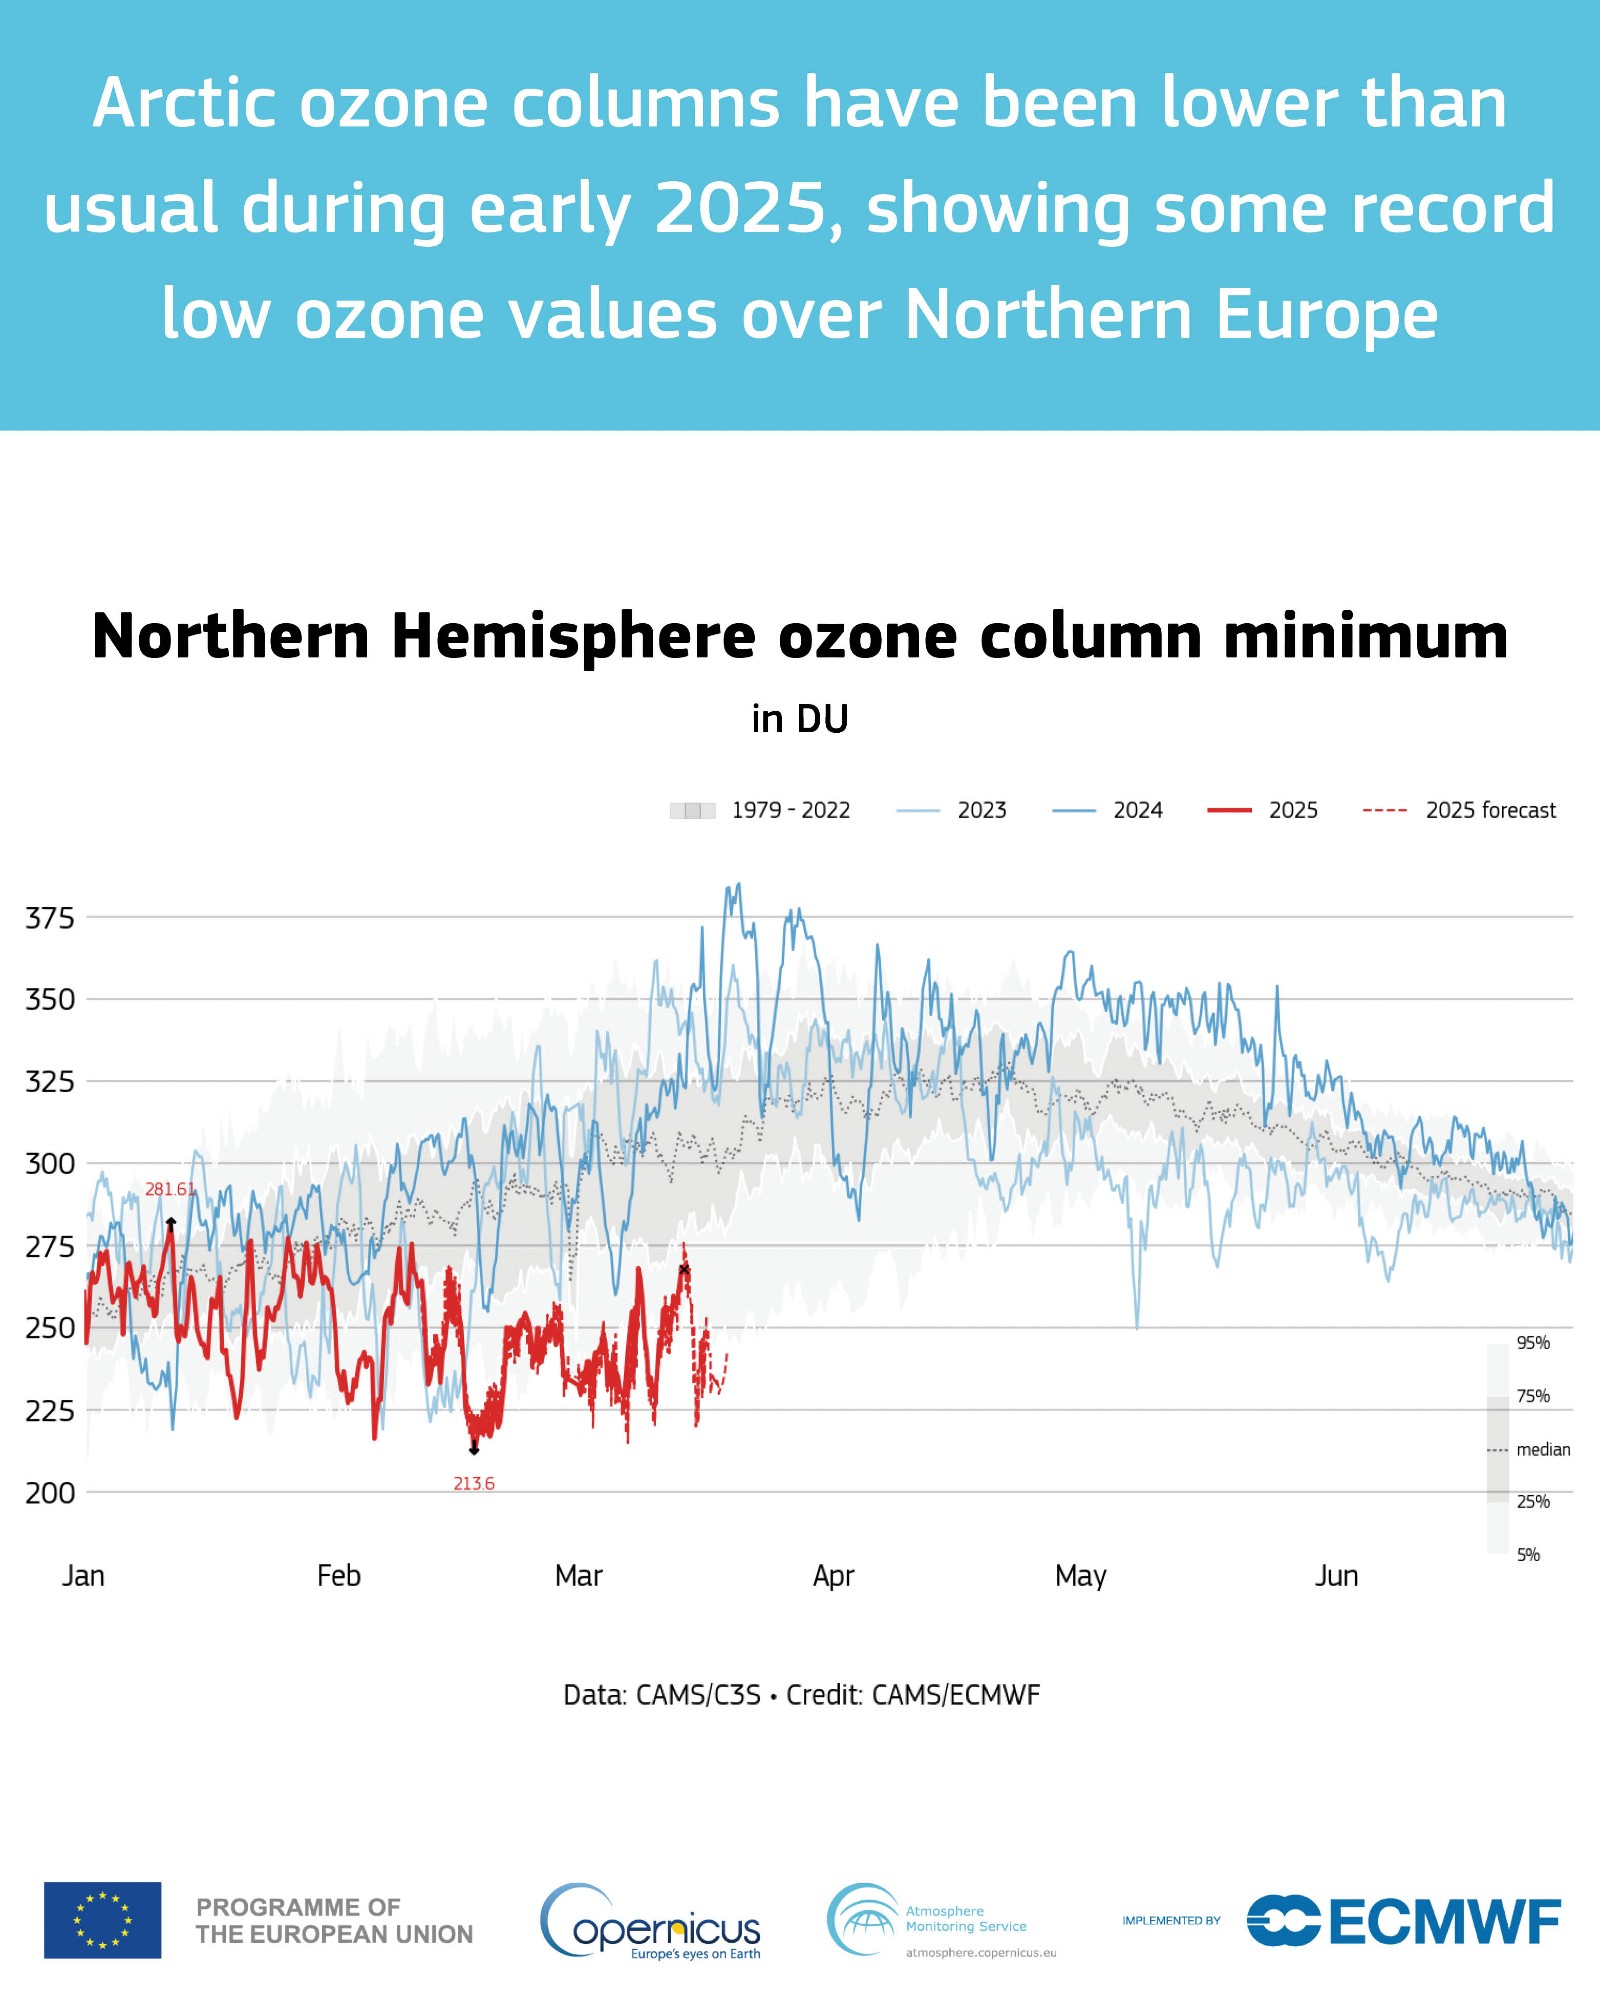 Arctic ozone columns have been lower than
usual during early 2025, showing some record
low ozone values over Northern Europe
Northern Hemisphere ozone column minimum
in DU
1979 - 2022 2023 2024 2025 2025 forecast
375
350
325
300
281.61
275
250
95%
75%
225
median
213.6
200
25%
5%
Jan Feb Mar Apr May Jun
Data: CAMS/C3S • Credit: CAMS/ECMWF
PROGRAMME OF
THE EUROPEAN UNION
opernicus
Europe's eyes on Earth
Atmosphere
Monitoring Service
atmosphere.copernicus.eu
IMPLEMENTED BY
ECMWF